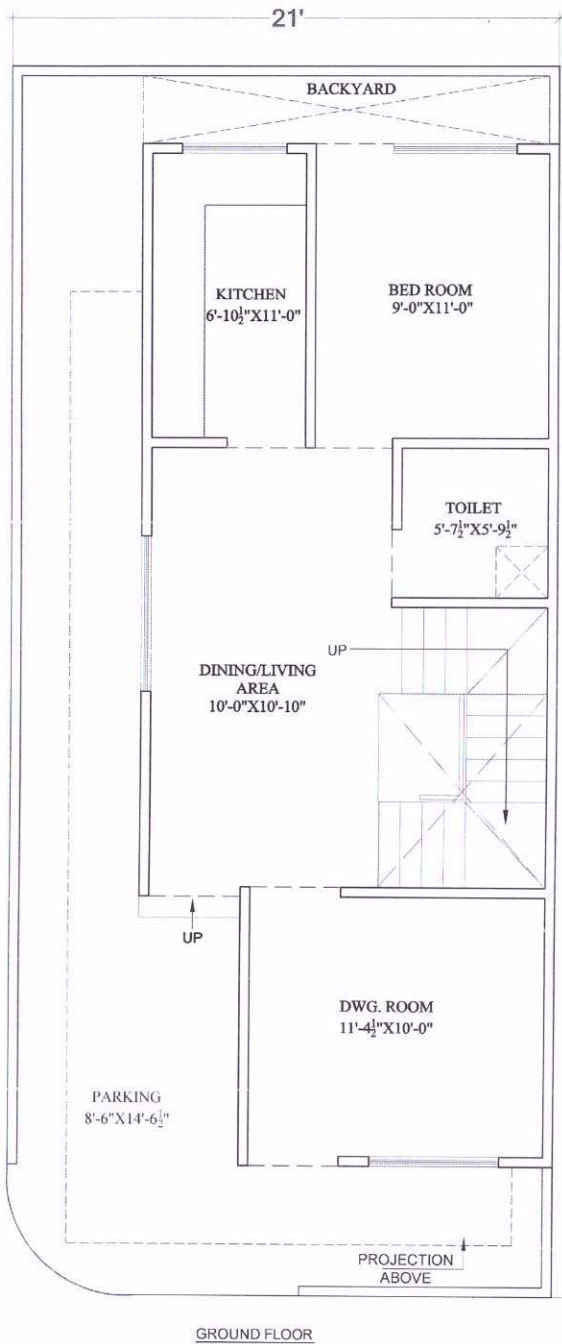 21'
BACKYARD
KITCHEN
6'-10½"X11'-0"
BED ROOM
9'-0"X11'-0"
TOILET
5'-7½"X5'-9½"
UP
DINING/LIVING
AREA
10'-0"X10'-10"
UP
DWG. ROOM
11'-4½"X10'-0"
PARKING
8'-6"X14'-6½"
PROJECTION
ABOVE
GROUND FLOOR